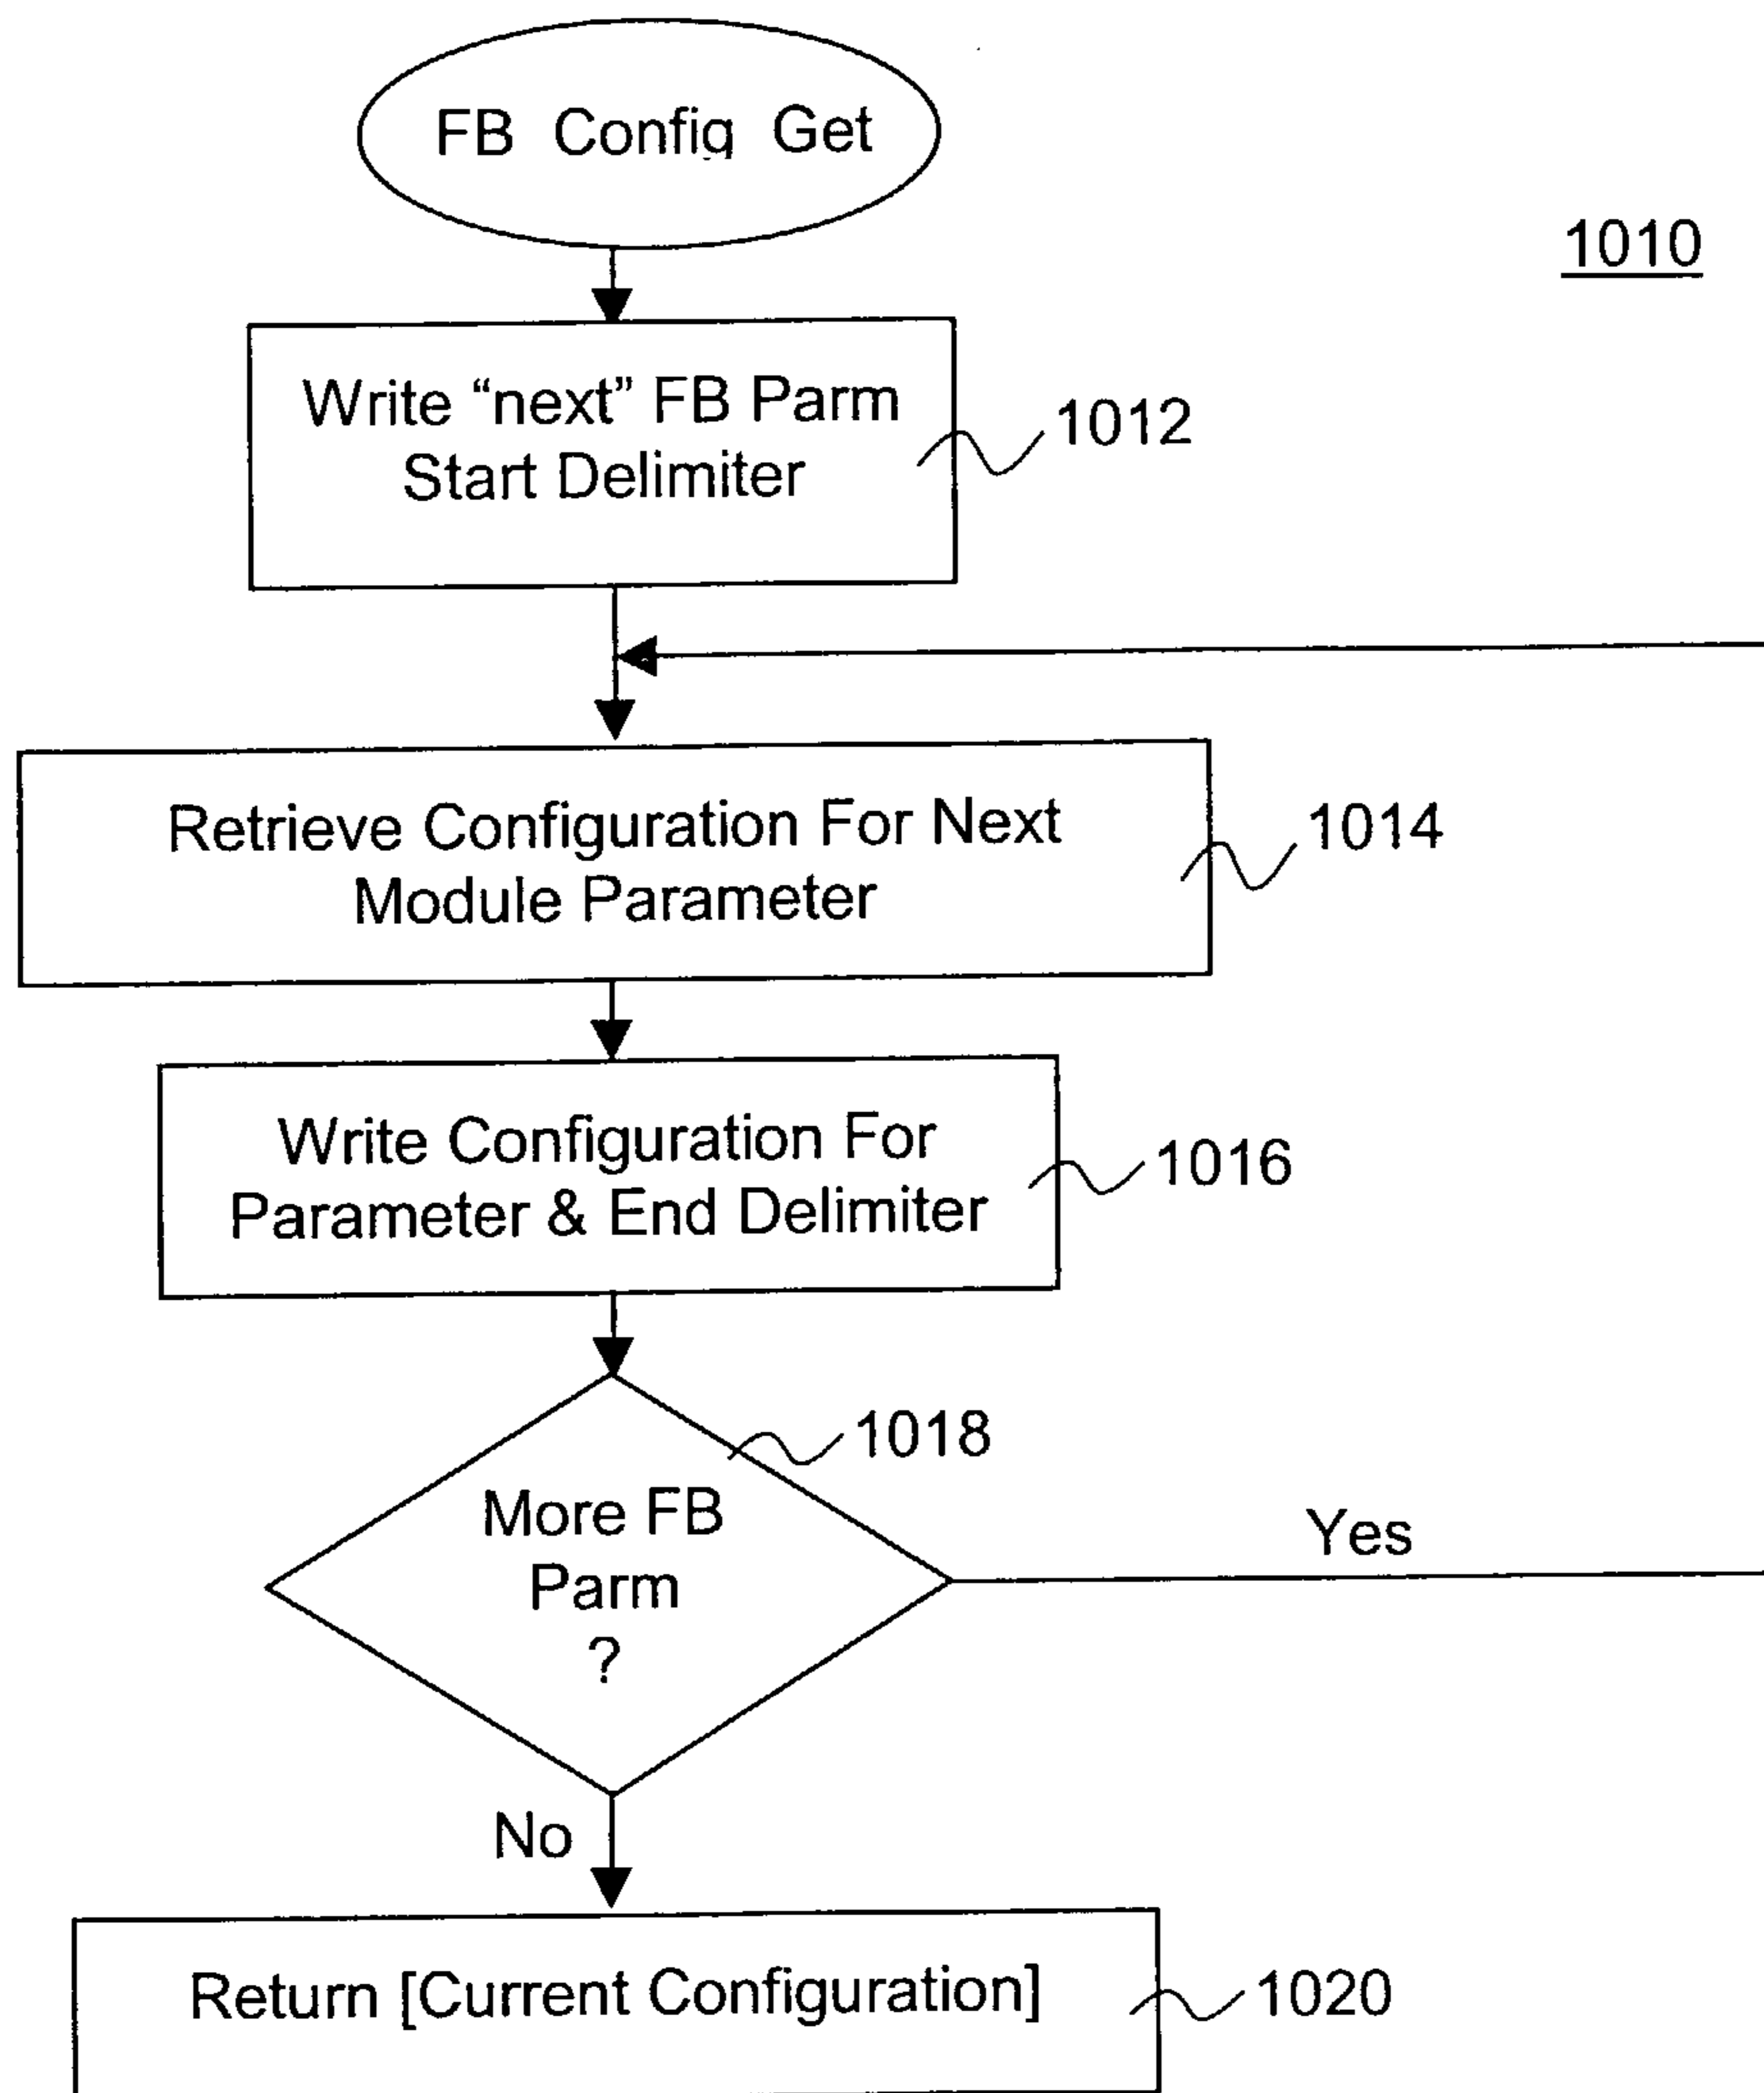 FB Config Get
1010
Write “next” FB Parm
Start Delimiter
1012
Retrieve Configuration For Next
Module Parameter
1014
Write Configuration For
Parameter & End Delimiter
1016
1018
More FB
Parm
?
Yes
No
Return [Current Configuration]
1020